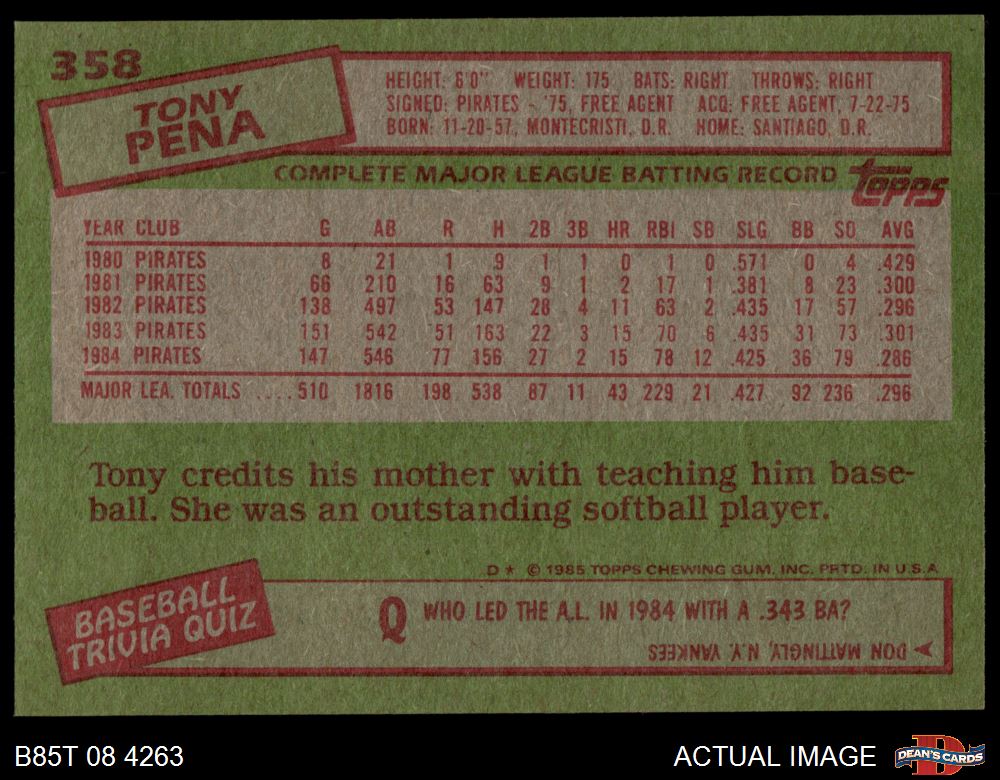 358
TONY
PENA
HEIGHT: 6'0" WEIGHT: 175 BATS: RIGHT THROWS: RIGHT
SIGNED: PIRATES - '75, FREE AGENT ACQ: FREE AGENT, 7-22-75
BORN: 11-20-57, MONTECRISTI, D.R. HOME: SANTIAGO, D.R.
COMPLETE MAJOR LEAGUE BATTING RECORD topps
YEAR CLUB G AB R H 2B 3B HR RBI SB SLG BB SO AVG
1980 PIRATES 8 21 1 9 1 1 0 1 0 .571 0 4 .429
1981 PIRATES 66 210 16 63 9 1 2 17 1 .381 8 23 .300
1982 PIRATES 138 497 53 147 28 4 11 63 2 .435 17 57 .296
1983 PIRATES 151 542 51 163 22 3 15 70 6 .435 31 73 .301
1984 PIRATES 147 546 77 156 27 2 15 78 12 .425 36 79 .286
MAJOR LEA. TOTALS ....510 1816 198 538 87 11 43 229 21 .427 92 236 .296
Tony credits his mother with teaching him base-
ball. She was an outstanding softball player.
D * © 1985 TOPPS CHEWING GUM, INC. PRTD. IN U.S.A.
BASEBALL
TRIVIA QUIZ
Q WHO LED THE A.L. IN 1984 WITH A .343 BA?
DON MATTINGLY, N.Y. YANKEES
B85T 08 4263
ACTUAL IMAGE
DEAN'S CARDS